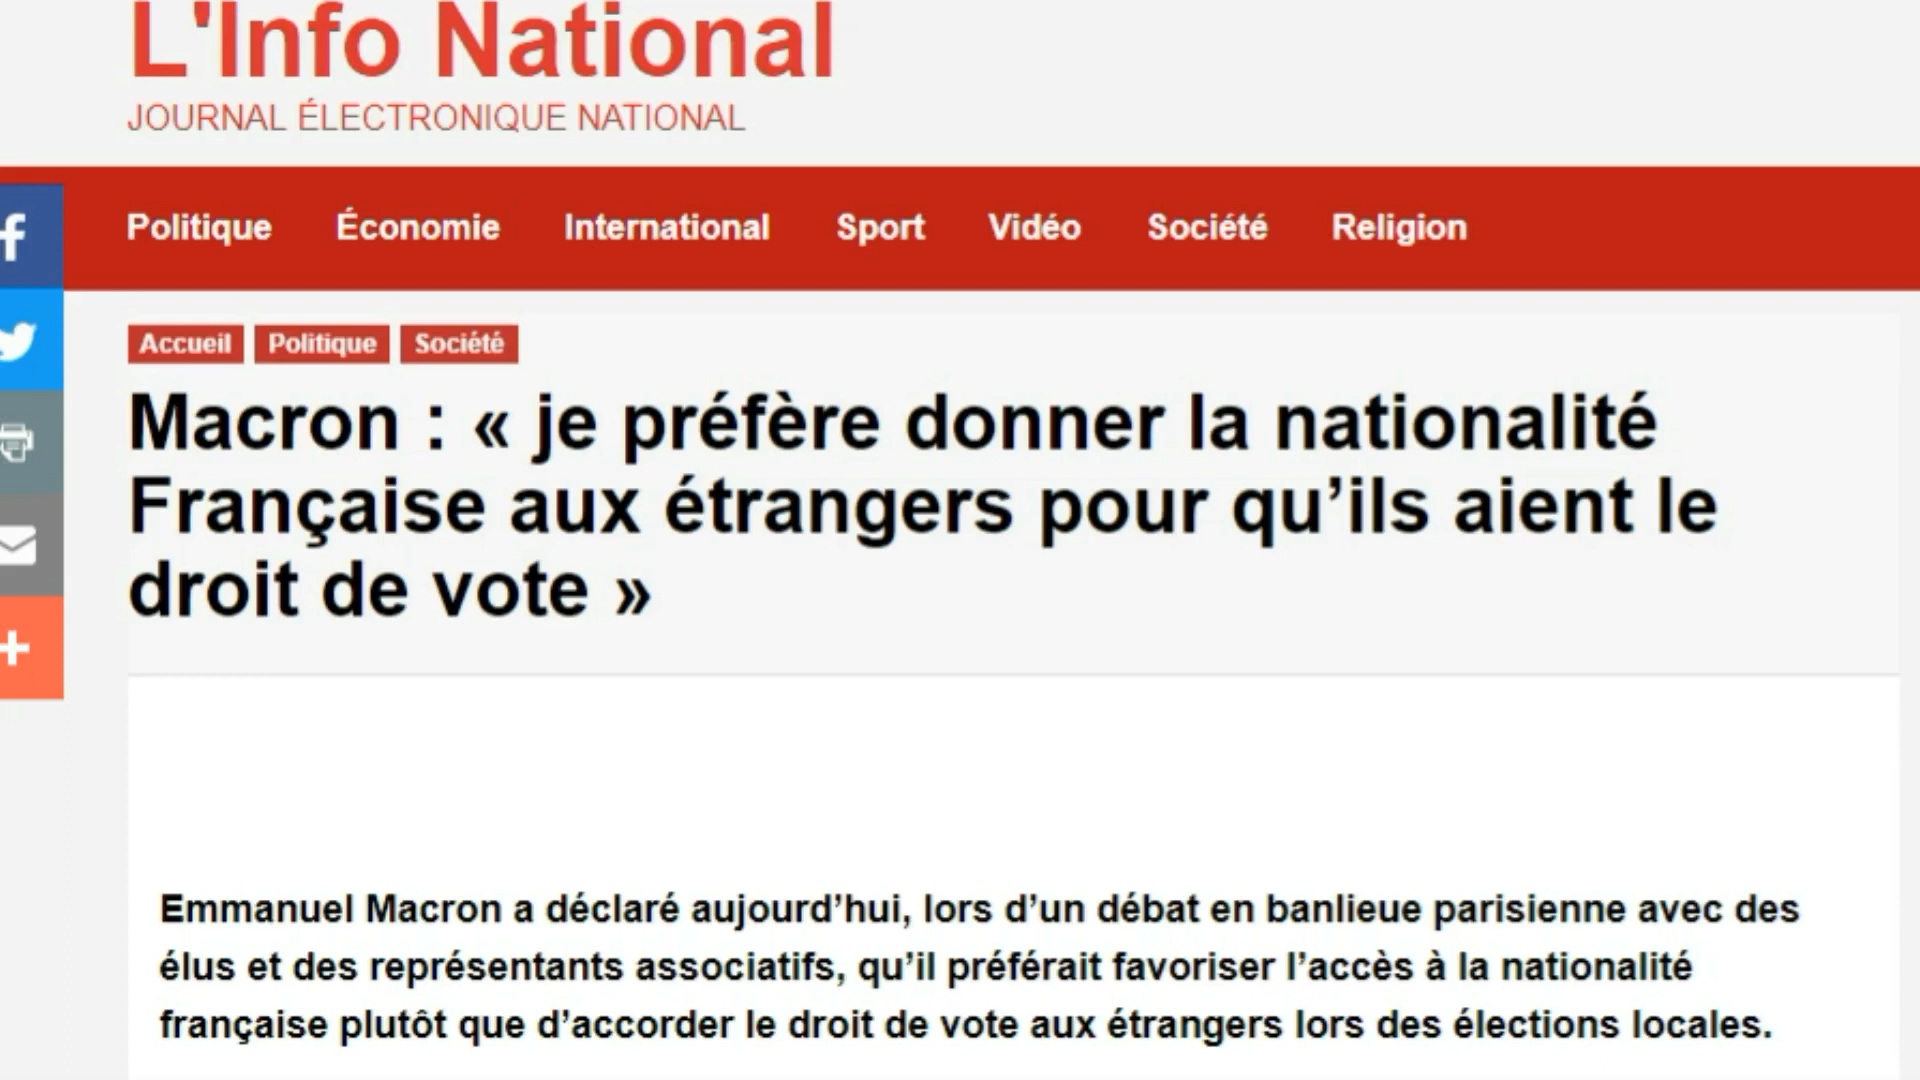 L'Info National
JOURNAL ÉLECTRONIQUE NATIONAL
Politique Économie International Sport Vidéo Société Religion
Accueil Politique Société
Macron : « je préfère donner la nationalité
Française aux étrangers pour qu’ils aient le
droit de vote »
Emmanuel Macron a déclaré aujourd’hui, lors d’un débat en banlieue parisienne avec des
élus et des représentants associatifs, qu’il préférait favoriser l’accès à la nationalité
française plutôt que d’accorder le droit de vote aux étrangers lors des élections locales.